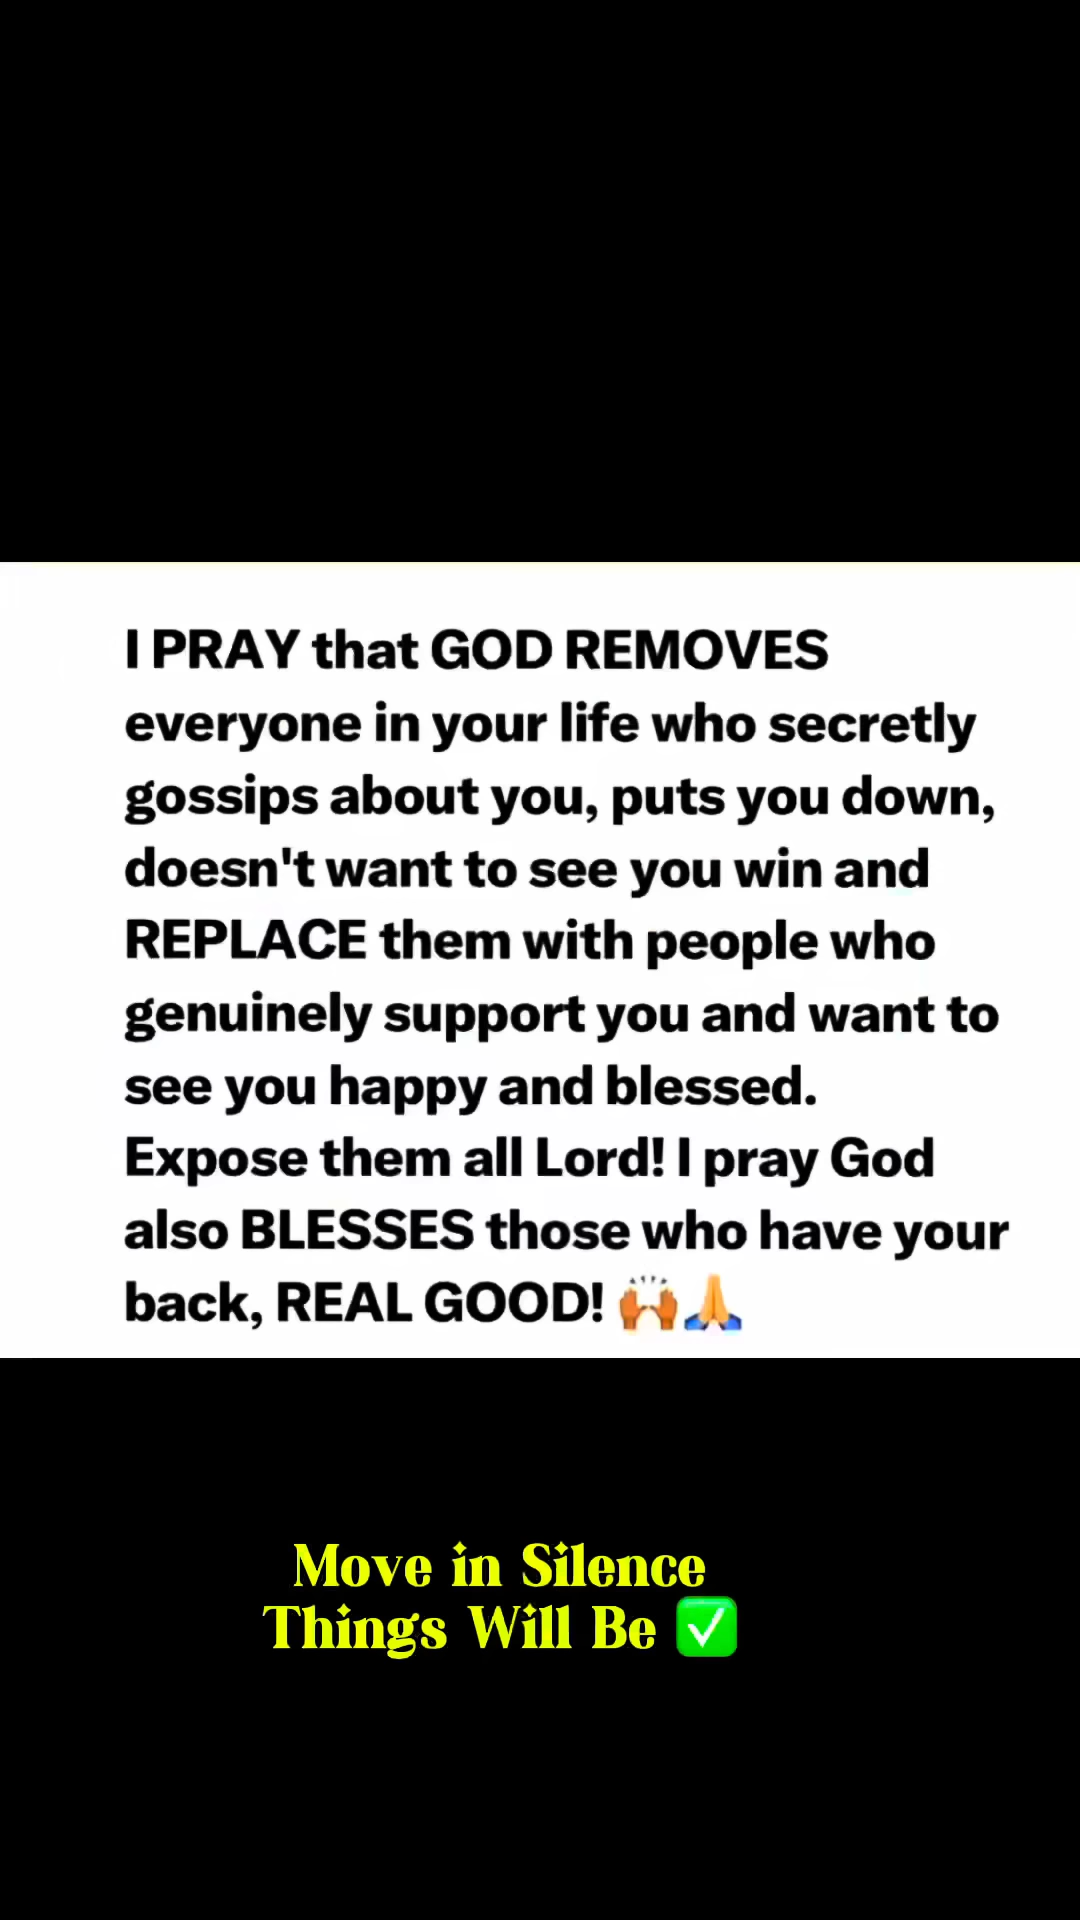 I PRAY that GOD REMOVES
everyone in your life who secretly
gossips about you, puts you down,
doesn't want to see you win and
REPLACE them with people who
genuinely support you and want to
see you happy and blessed.
Expose them all Lord! I pray God
also BLESSES those who have your
back, REAL GOOD! 🙌🏾🙏
Move in Silence
Things Will Be ✅